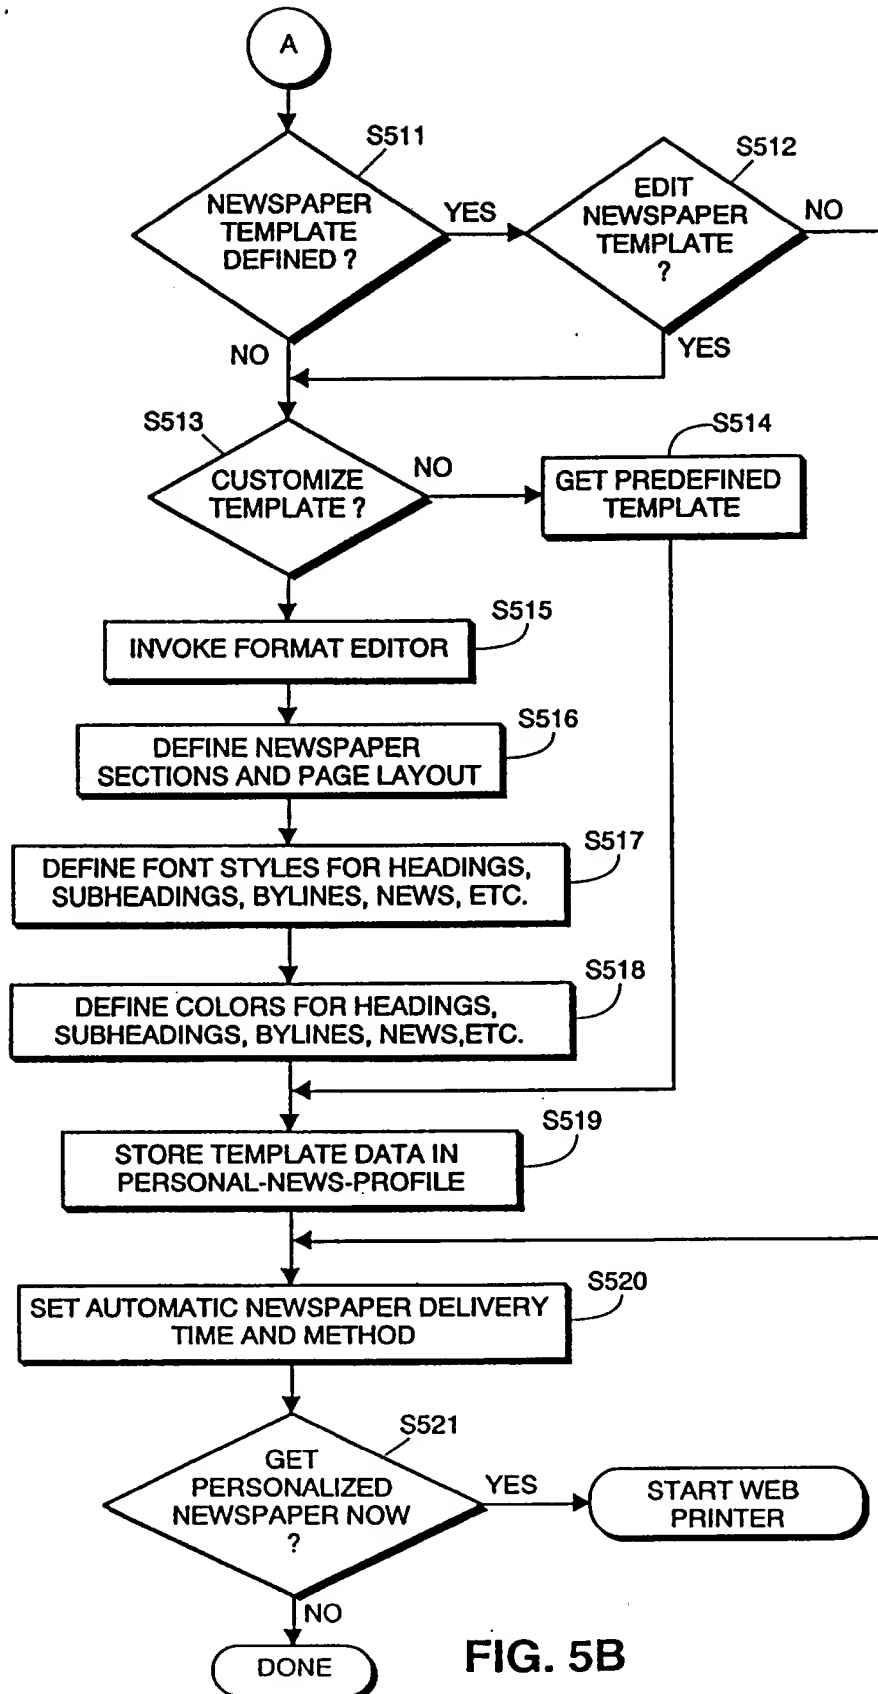 A
S511
NEWSPAPER
TEMPLATE
DEFINED ?
YES
S512
EDIT
NEWSPAPER
TEMPLATE
?
NO
NO
YES
S513
CUSTOMIZE
TEMPLATE ?
NO
S514
GET PREDEFINED
TEMPLATE
S515
INVOKE FORMAT EDITOR
S516
DEFINE NEWSPAPER
SECTIONS AND PAGE LAYOUT
S517
DEFINE FONT STYLES FOR HEADINGS,
SUBHEADINGS, BYLINES, NEWS, ETC.
S518
DEFINE COLORS FOR HEADINGS,
SUBHEADINGS, BYLINES, NEWS,ETC.
S519
STORE TEMPLATE DATA IN
PERSONAL-NEWS-PROFILE
S520
SET AUTOMATIC NEWSPAPER DELIVERY
TIME AND METHOD
S521
GET
PERSONALIZED
NEWSPAPER NOW
?
YES
START WEB
PRINTER
NO
DONE
FIG. 5B